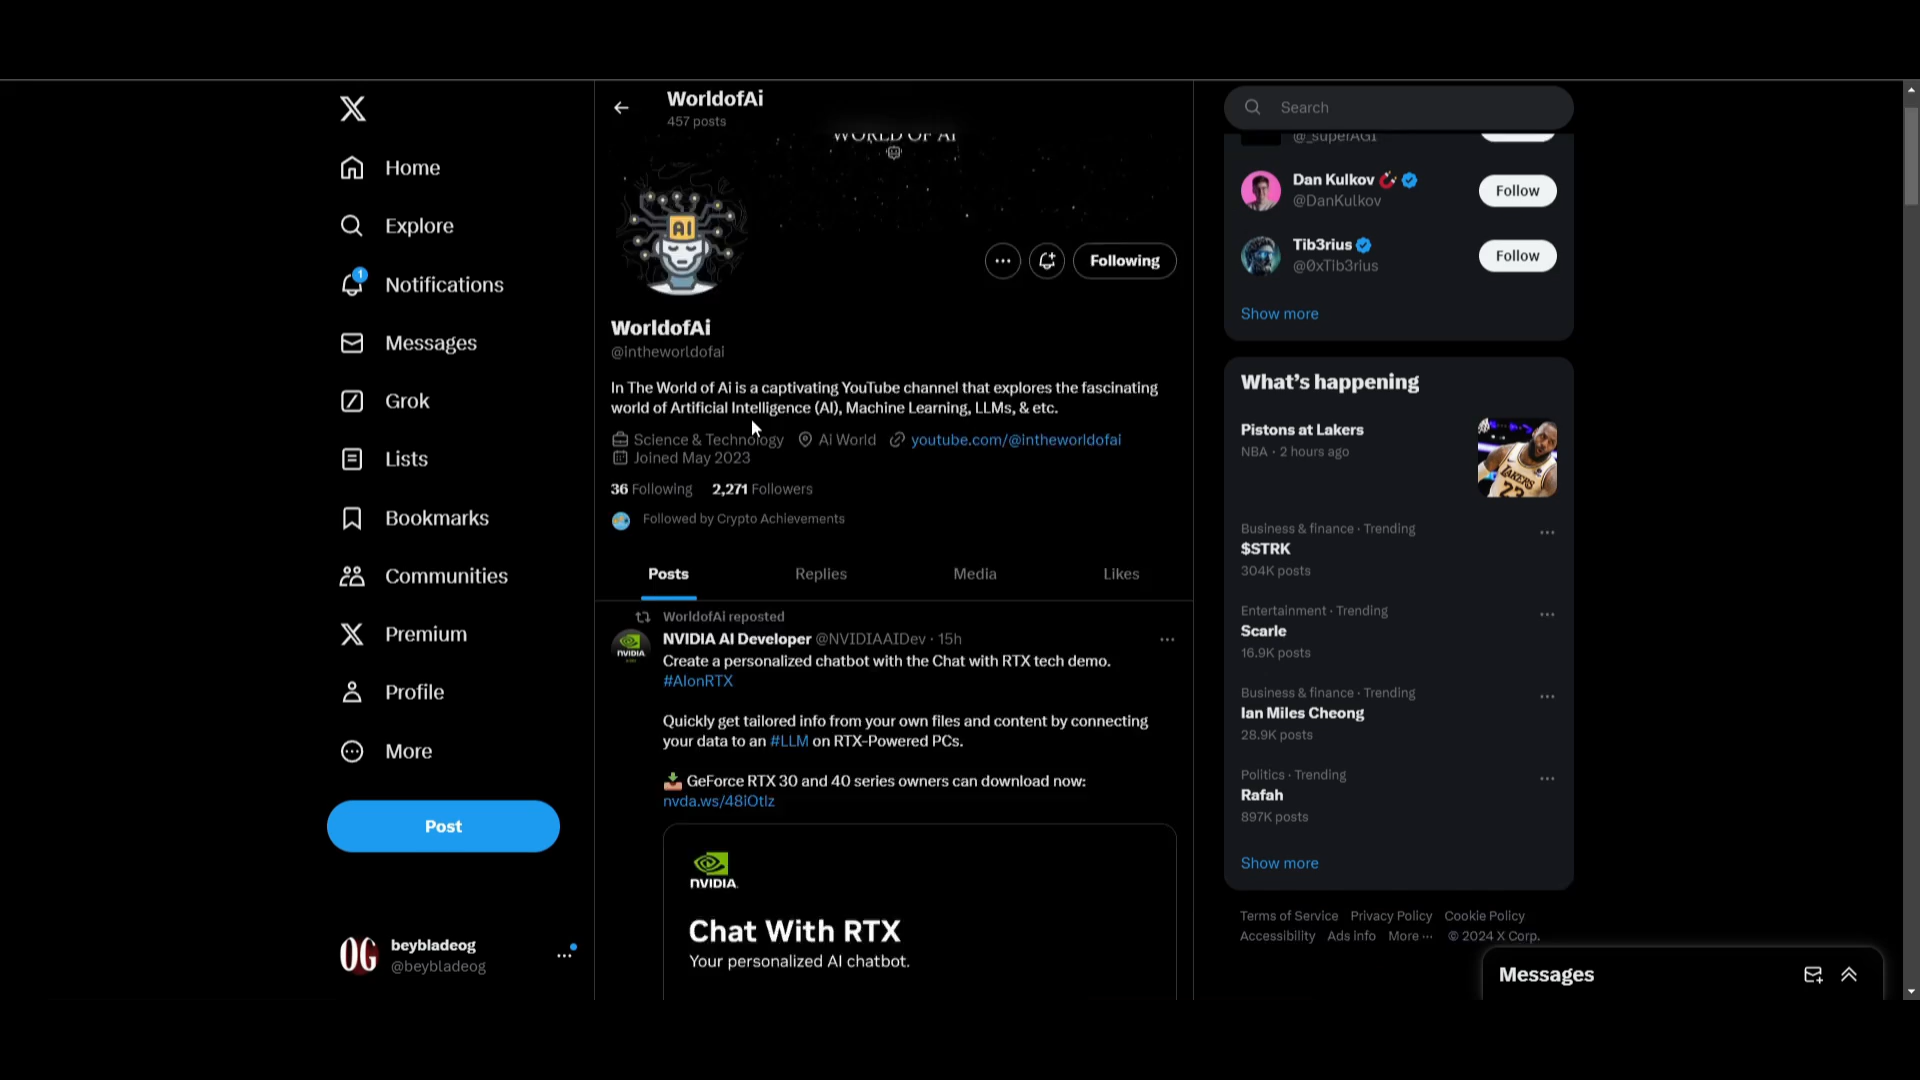 Home
Explore
1
Notifications
Messages
Grok
Lists
Bookmarks
Communities
Premium
Profile
More
Post
OG
beybladeog
@beybladeog
WorldofAi
457 posts
WORLD OF AI
AI
Following
WorldofAi
@intheworldofai
In The World of Ai is a captivating YouTube channel that explores the fascinating
world of Artificial Intelligence (AI), Machine Learning, LLMs, & etc.
Science & Technology Ai World youtube.com/@intheworldofai
Joined May 2023
36 Following 2,271 Followers
Followed by Crypto Achievements
Posts Replies Media Likes
WorldofAi reposted
NVIDIA AI Developer @NVIDIAAIDev · 15h
Create a personalized chatbot with the Chat with RTX tech demo.
#AIonRTX
Quickly get tailored info from your own files and content by connecting
your data to an #LLM on RTX-Powered PCs.
GeForce RTX 30 and 40 series owners can download now:
nvda.ws/48iOtlz
NVIDIA.
Chat With RTX
Your personalized AI chatbot.
Search
@_superAGI
Dan Kulkov
@DanKulkov
Follow
Tib3rius
@0xTib3rius
Follow
Show more
What's happening
Pistons at Lakers
NBA · 2 hours ago
LAKERS
23
Business & finance · Trending
$STRK
304K posts
Entertainment · Trending
Scarle
16.9K posts
Business & finance · Trending
Ian Miles Cheong
28.9K posts
Politics · Trending
Rafah
897K posts
Show more
Terms of Service Privacy Policy Cookie Policy
Accessibility Ads info More ··· © 2024 X Corp.
Messages